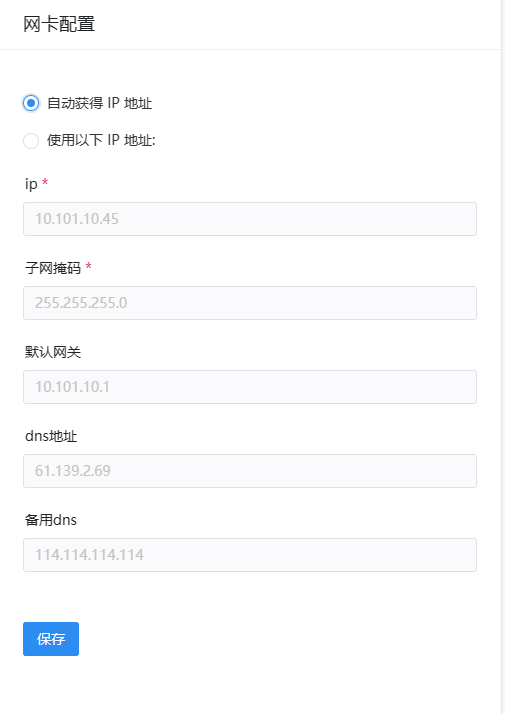 网卡配置
自动获得 IP 地址
使用以下 IP 地址:
ip *
10.101.10.45
子网掩码 *
255.255.255.0
默认网关
10.101.10.1
dns地址
61.139.2.69
备用dns
114.114.114.114
保存